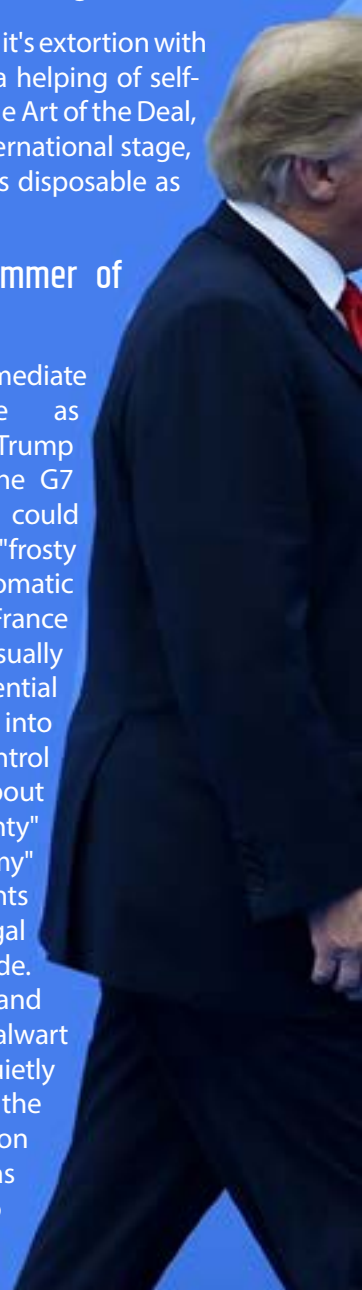 it's extortion with
a helping of self-
e Art of the Deal,
ernational stage,
s disposable as
mmer of
mediate
e as
Trump
he G7
could
"frosty
omatic
France
sually
ential
into
ntrol
bout
nty"
ny"
nts
gal
de.
and
alwart
uietly
the
on
ns